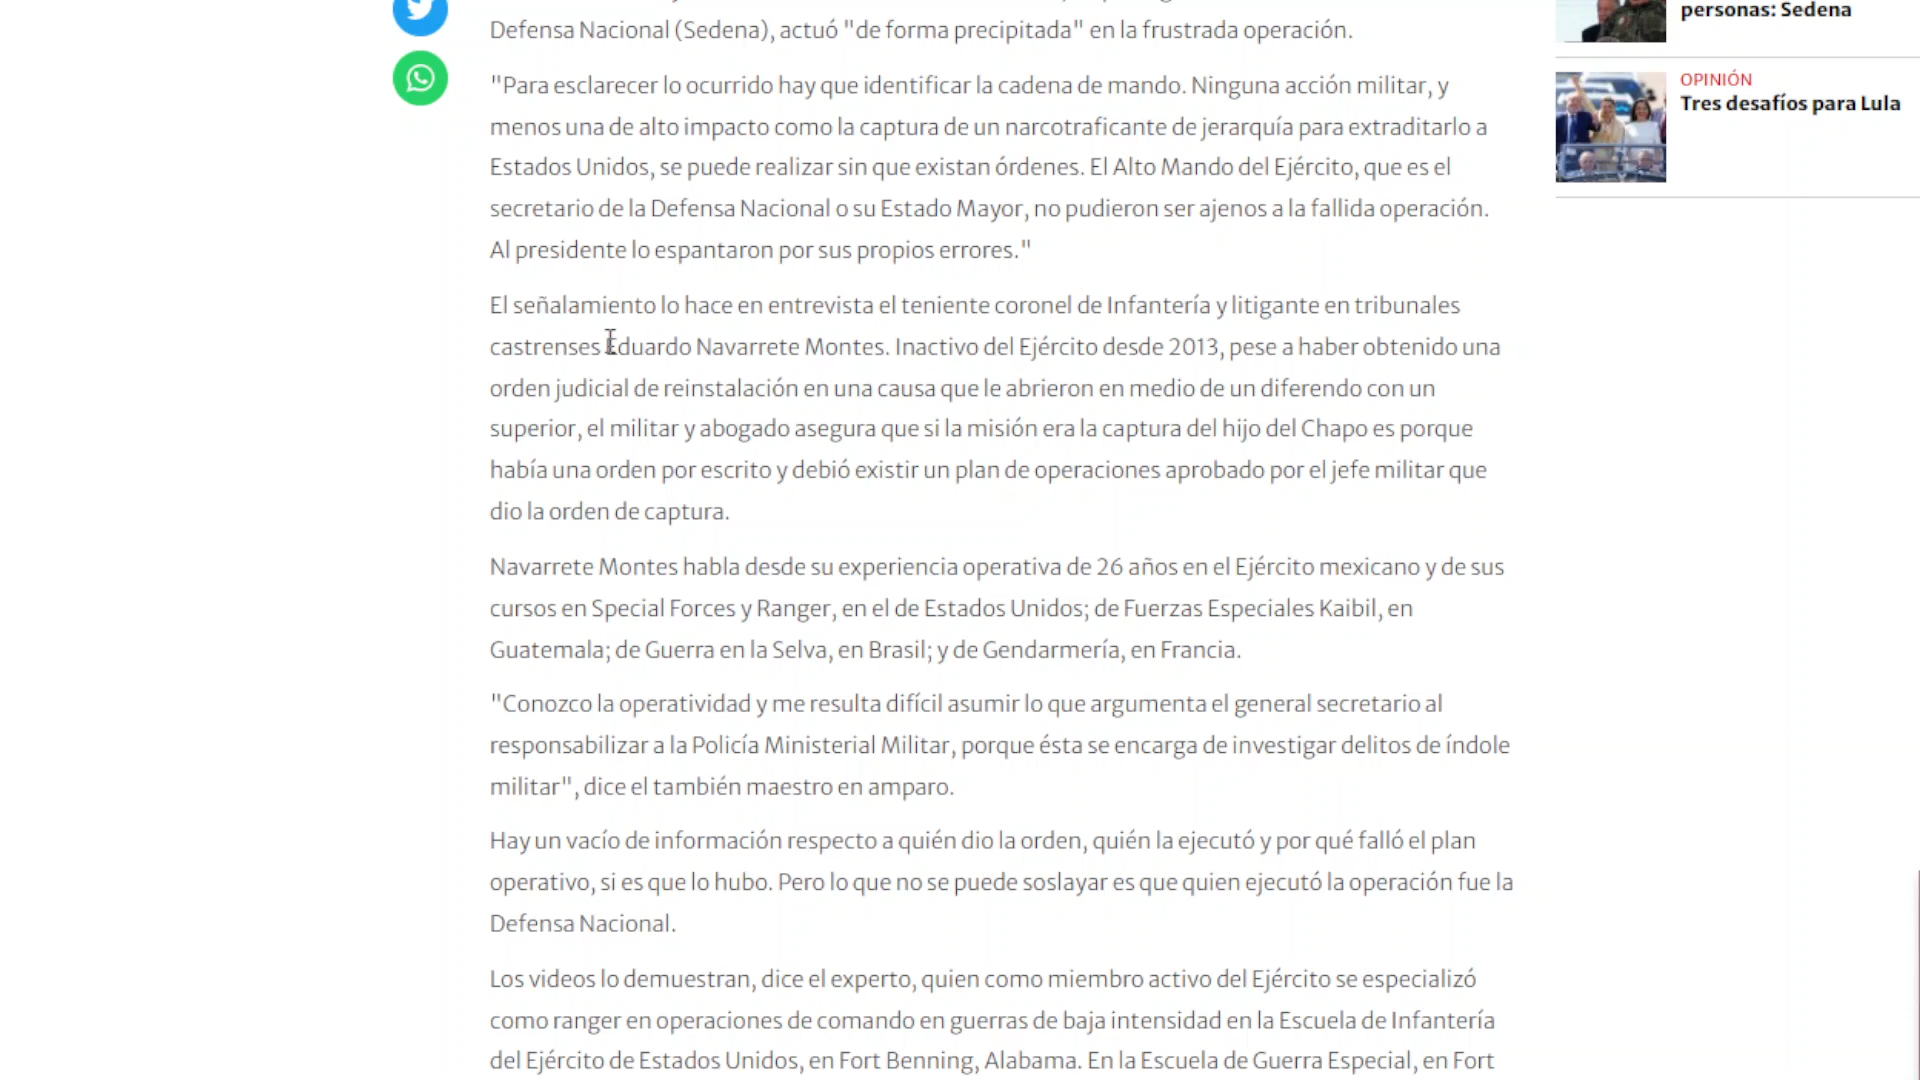 Defensa Nacional (Sedena), actuó "de forma precipitada" en la frustrada operación.
"Para esclarecer lo ocurrido hay que identificar la cadena de mando. Ninguna acción militar, y
menos una de alto impacto como la captura de un narcotraficante de jerarquía para extraditarlo a
Estados Unidos, se puede realizar sin que existan órdenes. El Alto Mando del Ejército, que es el
secretario de la Defensa Nacional o su Estado Mayor, no pudieron ser ajenos a la fallida operación.
Al presidente lo espantaron por sus propios errores."
El señalamiento lo hace en entrevista el teniente coronel de Infantería y litigante en tribunales
castrenses Eduardo Navarrete Montes. Inactivo del Ejército desde 2013, pese a haber obtenido una
orden judicial de reinstalación en una causa que le abrieron en medio de un diferendo con un
superior, el militar y abogado asegura que si la misión era la captura del hijo del Chapo es porque
había una orden por escrito y debió existir un plan de operaciones aprobado por el jefe militar que
dio la orden de captura.
Navarrete Montes habla desde su experiencia operativa de 26 años en el Ejército mexicano y de sus
cursos en Special Forces y Ranger, en el de Estados Unidos; de Fuerzas Especiales Kaibil, en
Guatemala; de Guerra en la Selva, en Brasil; y de Gendarmería, en Francia.
"Conozco la operatividad y me resulta difícil asumir lo que argumenta el general secretario al
responsabilizar a la Policía Ministerial Militar, porque ésta se encarga de investigar delitos de índole
militar", dice el también maestro en amparo.
Hay un vacío de información respecto a quién dio la orden, quién la ejecutó y por qué falló el plan
operativo, si es que lo hubo. Pero lo que no se puede soslayar es que quien ejecutó la operación fue la
Defensa Nacional.
Los videos lo demuestran, dice el experto, quien como miembro activo del Ejército se especializó
como ranger en operaciones de comando en guerras de baja intensidad en la Escuela de Infantería
del Ejército de Estados Unidos, en Fort Benning, Alabama. En la Escuela de Guerra Especial, en Fort
personas: Sedena
OPINIÓN
Tres desafíos para Lula